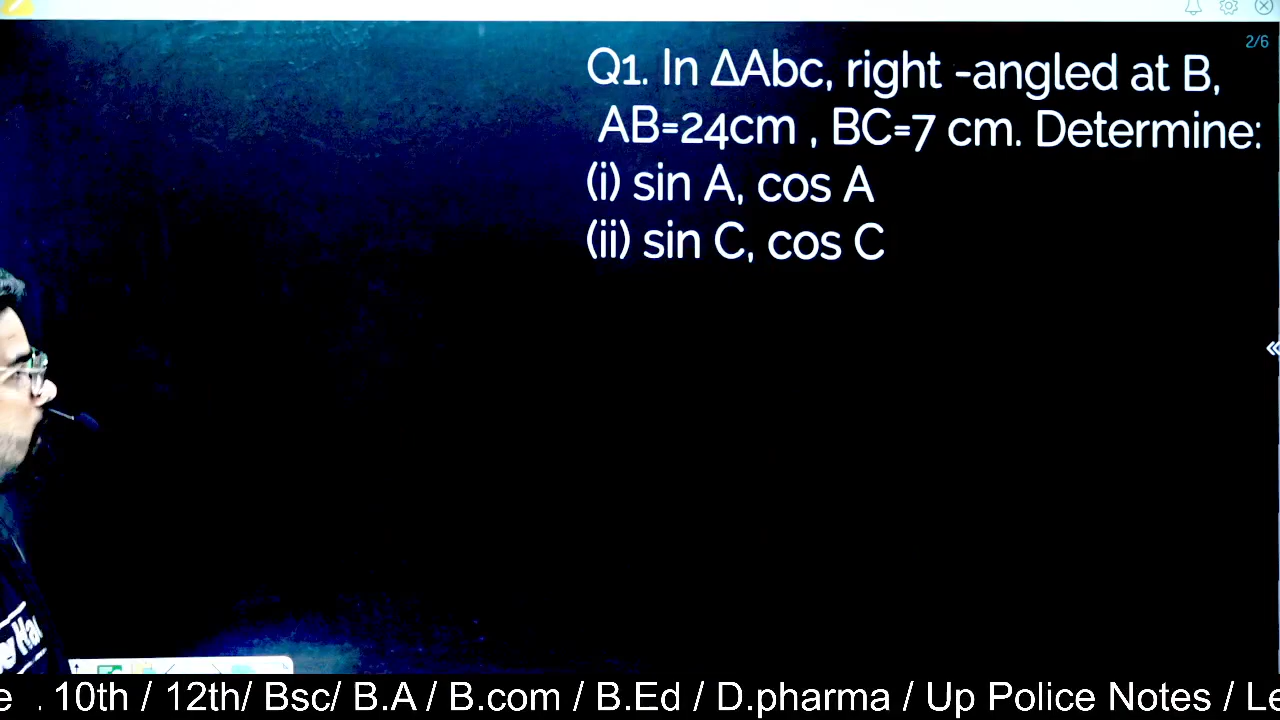 2/6
Q1. In ΔAbc, right -angled at B,
AB=24cm , BC=7 cm. Determine:
(i) sin A, cos A
(ii) sin C, cos C
e . 10th / 12th/ Bsc/ B.A / B.com / B.Ed / D.pharma / Up Police Notes / Le